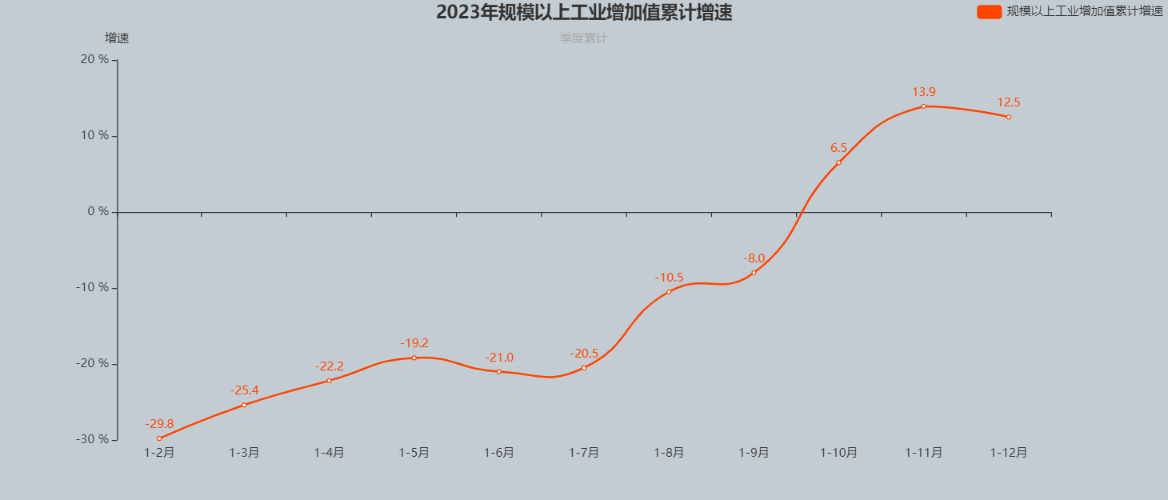 2023年规模以上工业增加值累计增速
规模以上工业增加值累计增速
增速
季度累计
20 %
10 %
0 %
-10 %
-20 %
-30 %
-29.8
-25.4
-22.2
-19.2
-21.0
-20.5
-10.5
-8.0
6.5
13.9
12.5
1-2月
1-3月
1-4月
1-5月
1-6月
1-7月
1-8月
1-9月
1-10月
1-11月
1-12月